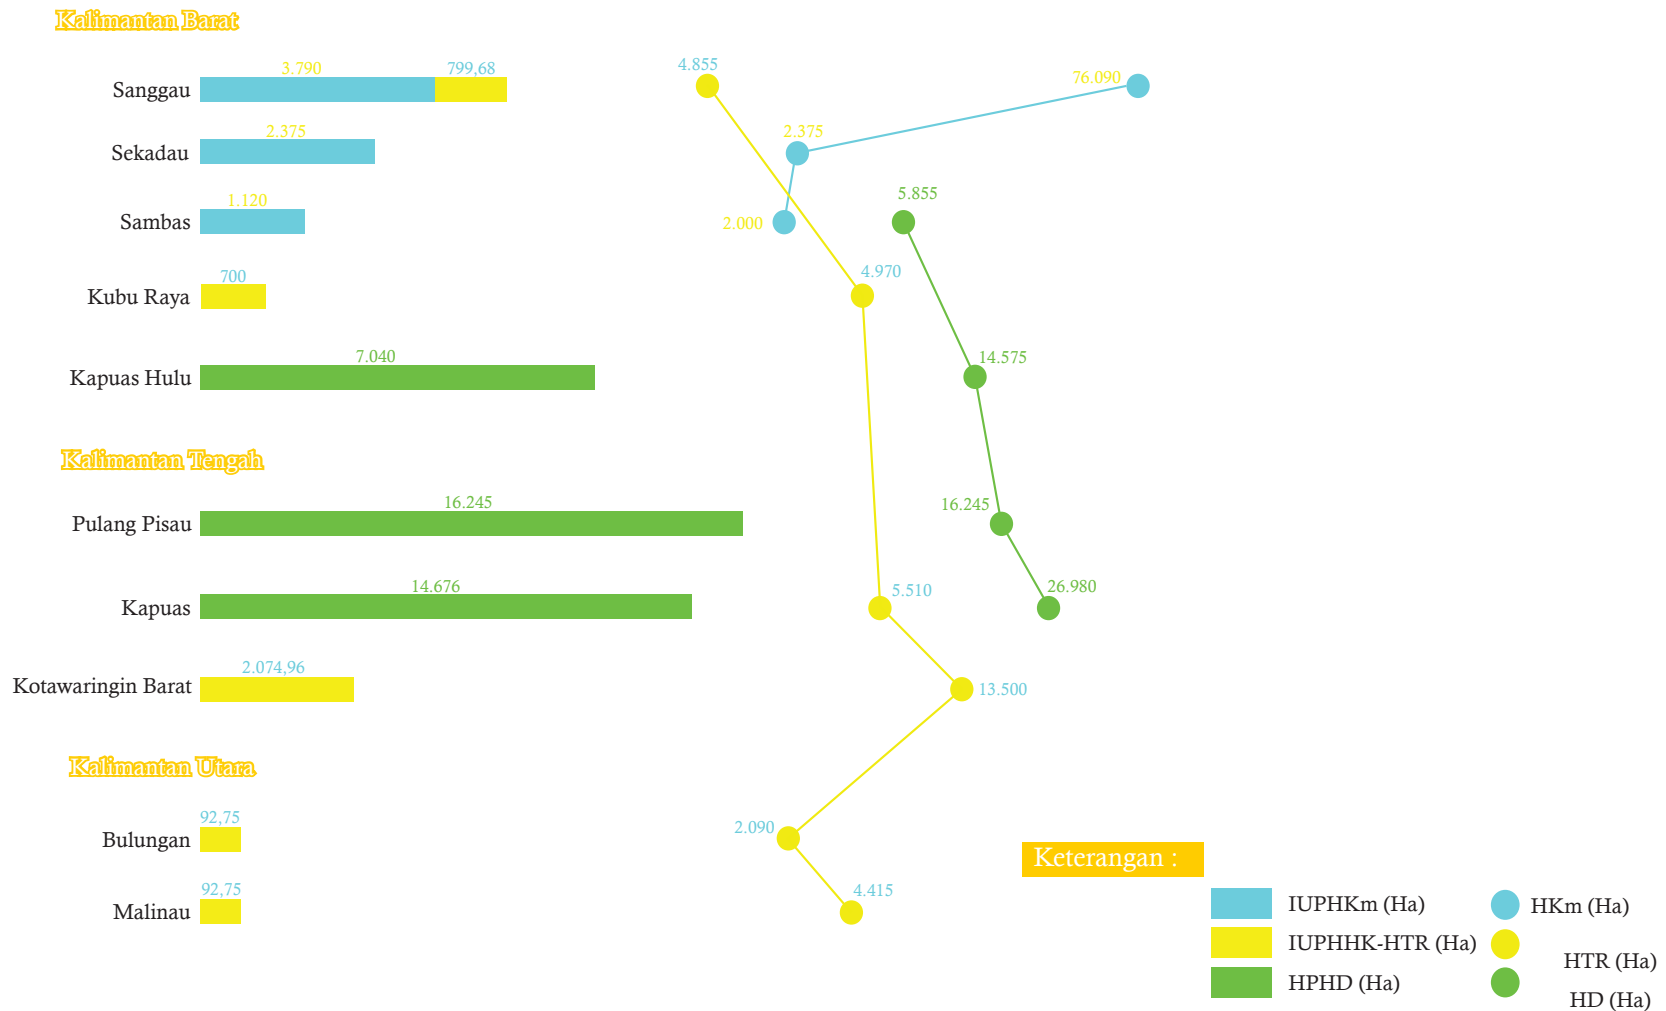 Kalimantan Barat
3.790
799,68
4.855
76.090
Sanggau
2.375
2.375
Sekadau
1.120
5.855
Sambas
2.000
700
4.970
Kubu Raya
7.040
14.575
Kapuas Hulu
Kalimantan Tengah
16.245
16.245
Pulang Pisau
14.676
5.510
26.980
Kapuas
2.074,96
Kotawaringin Barat
13.500
Kalimantan Utara
92,75
2.090
Bulungan
92,75
4.415
Malinau
Keterangan :
IUPHKm (Ha)
HKm (Ha)
IUPHHK-HTR (Ha)
HTR (Ha)
HPHD (Ha)
HD (Ha)